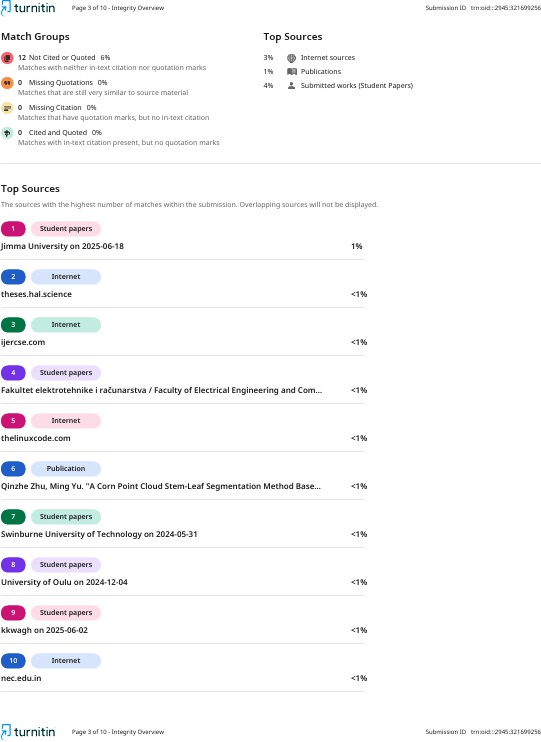 turnitin Page 3 of 10 - Integrity Overview Submission ID trn:oid:::2945:321699256
Match Groups
12 Not Cited or Quoted 6%
Matches with neither in-text citation nor quotation marks
0 Missing Quotations 0%
Matches that are still very similar to source material
0 Missing Citation 0%
Matches that have quotation marks, but no in-text citation
0 Cited and Quoted 0%
Matches with in-text citation present, but no quotation marks
Top Sources
3% Internet sources
1% Publications
4% Submitted works (Student Papers)
Top Sources
The sources with the highest number of matches within the submission. Overlapping sources will not be displayed.
1 Student papers
Jimma University on 2025-06-18 1%
2 Internet
theses.hal.science <1%
3 Internet
ijercse.com <1%
4 Student papers
Fakultet elektrotehnike i računarstva / Faculty of Electrical Engineering and Com... <1%
5 Internet
thelinuxcode.com <1%
6 Publication
Qinzhe Zhu, Ming Yu. "A Corn Point Cloud Stem-Leaf Segmentation Method Base... <1%
7 Student papers
Swinburne University of Technology on 2024-05-31 <1%
8 Student papers
University of Oulu on 2024-12-04 <1%
9 Student papers
kkwagh on 2025-06-02 <1%
10 Internet
nec.edu.in <1%
turnitin Page 3 of 10 - Integrity Overview Submission ID trn:oid:::2945:321699256